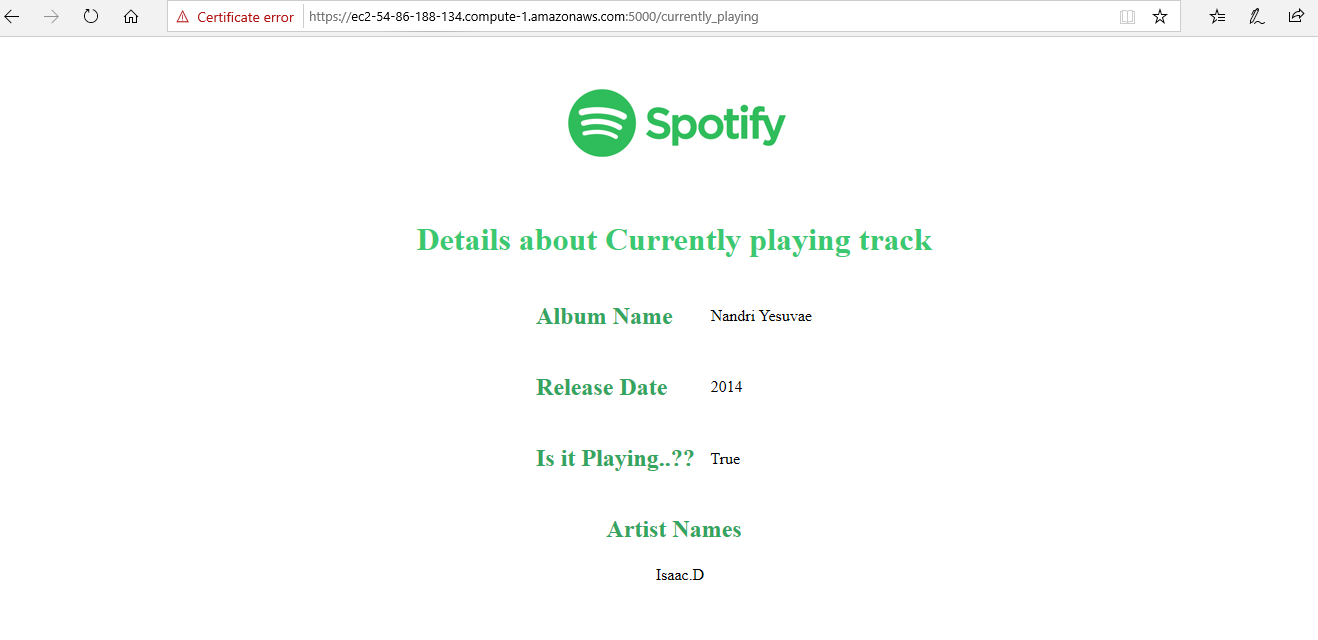 Certificate error https://ec2-54-86-188-134.compute-1.amazonaws.com:5000/currently_playing
Spotify
Details about Currently playing track
Album Name Nandri Yesuvae
Release Date 2014
Is it Playing..?? True
Artist Names
Isaac.D